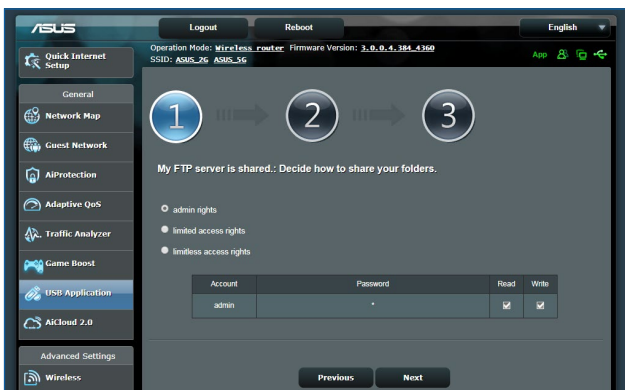 ASUS
Logout
Reboot
English
Operation Mode: Wireless router Firmware Version: 3.0.0.4.384_4360
SSID: ASUS_2G ASUS_5G
App
Quick Internet
Setup
General
Network Map
Guest Network
AiProtection
Adaptive QoS
Traffic Analyzer
Game Boost
USB Application
AiCloud 2.0
Advanced Settings
Wireless
1
2
3
My FTP server is shared.: Decide how to share your folders.
admin rights
limited access rights
limitless access rights
Account Password Read Write
admin *
Previous
Next